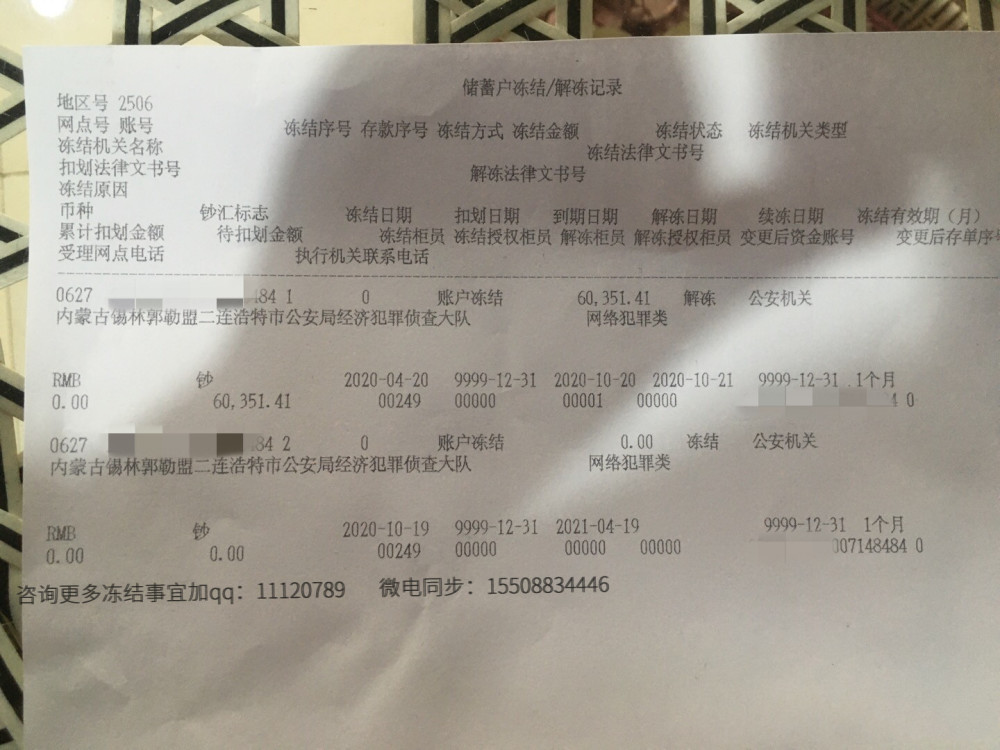 储蓄户冻结/解冻记录
地区号 2506
网点号 账号 冻结序号 存款序号 冻结方式 冻结金额 冻结状态 冻结机关类型
冻结机关名称 冻结法律文书号
扣划法律文书号 解冻法律文书号
冻结原因
币种 钞汇标志 冻结日期 扣划日期 到期日期 解冻日期 续冻日期 冻结有效期（月）
累计扣划金额 待扣划金额 冻结柜员 冻结授权柜员 解冻柜员 解冻授权柜员 变更后资金账号 变更后存单序号
受理网点电话 执行机关联系电话
0627 484 1 0 账户冻结 60,351.41 解冻 公安机关
内蒙古锡林郭勒盟二连浩特市公安局经济犯罪侦查大队 网络犯罪类
RMB 钞 2020-04-20 9999-12-31 2020-10-20 2020-10-21 9999-12-31 1个月
0.00 60,351.41 00249 00000 00001 00000 4 0
0627 484 2 0 账户冻结 0.00 冻结 公安机关
内蒙古锡林郭勒盟二连浩特市公安局经济犯罪侦查大队 网络犯罪类
RMB 钞 2020-10-19 9999-12-31 2021-04-19 9999-12-31 1个月
0.00 0.00 00249 00000 00000 00000 007148484 0
咨询更多冻结事宜加qq：11120789 微电同步：15508834446